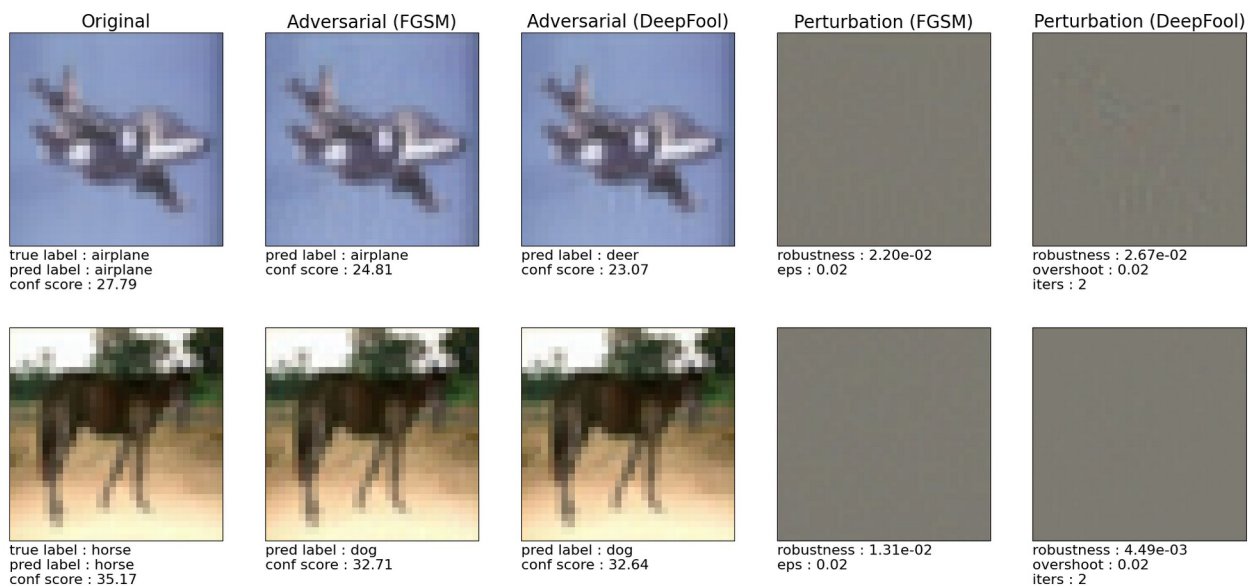 Original
Adversarial (FGSM)
Adversarial (DeepFool)
Perturbation (FGSM)
Perturbation (DeepFool)
true label : airplane
pred label : airplane
conf score : 27.79
pred label : airplane
conf score : 24.81
pred label : deer
conf score : 23.07
robustness : 2.20e-02
eps : 0.02
robustness : 2.67e-02
overshoot : 0.02
iters : 2
true label : horse
pred label : horse
conf score : 35.17
pred label : dog
conf score : 32.71
pred label : dog
conf score : 32.64
robustness : 1.31e-02
eps : 0.02
robustness : 4.49e-03
overshoot : 0.02
iters : 2